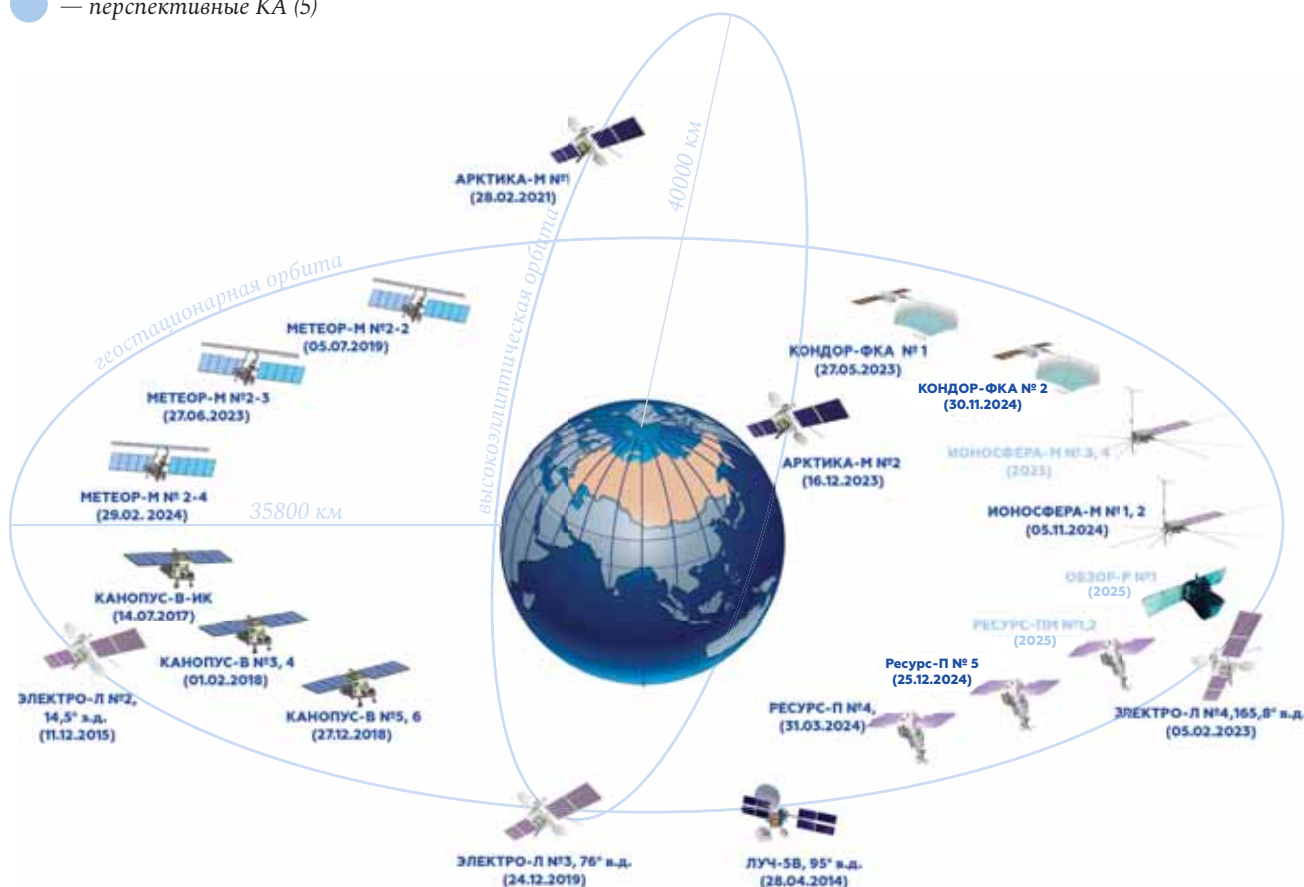 — перспективные КА (5)
40000 км
АРКТИКА-М №1
(28.02.2021)
геостационарная орбита
высокоэллиптическая орбита
МЕТЕОР-М №2-2
(05.07.2019)
КОНДОР-ФКА № 1
(27.05.2023)
МЕТЕОР-М №2-3
(27.06.2023)
КОНДОР-ФКА № 2
(30.11.2024)
ИОНОСФЕРА-М № 3, 4
АРКТИКА-М №2
(16.12.2023)
МЕТЕОР-М № 2-4
(29.02. 2024)
35800 км
ИОНОСФЕРА-М № 1, 2
(05.11.2024)
ОБЗОР-Р №1
(2025)
КАНОПУС-В-ИК
(14.07.2017)
РЕСУРС-ПМ №1,2
(2025)
КАНОПУС-В №3, 4
(01.02.2018)
Ресурс-П № 5
(25.12.2024)
ЭЛЕКТРО-Л №2,
14,5° в.д.
(11.12.2015)
КАНОПУС-В №5, 6
(27.12.2018)
РЕСУРС-П №4,
(31.03.2024)
ЭЛЕКТРО-Л №4,165,8° в.д.
(05.02.2023)
ЭЛЕКТРО-Л №3, 76° в.д.
(24.12.2019)
ЛУЧ-5В, 95° в.д.
(28.04.2014)